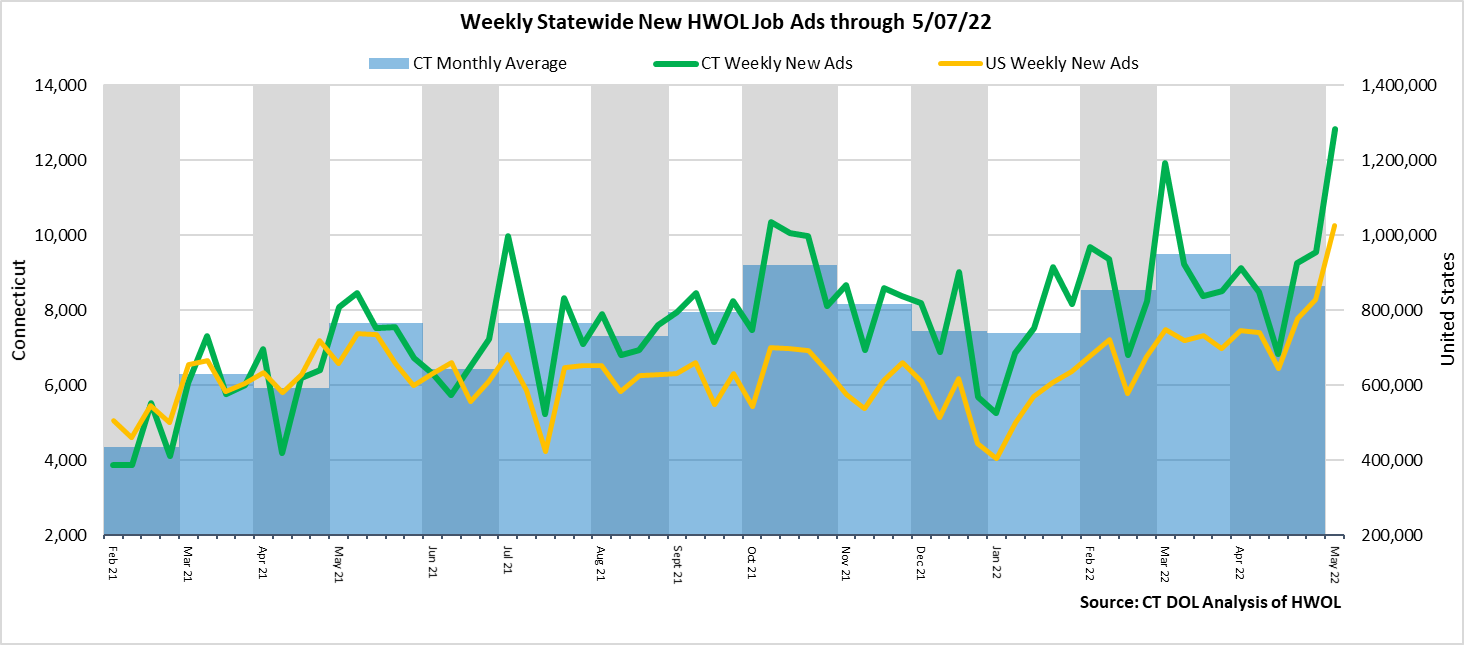 Weekly Statewide New HWOL Job Ads through 5/07/22
CT Monthly Average CT Weekly New Ads US Weekly New Ads
14,000 1,400,000
12,000 1,200,000
10,000 1,000,000
8,000 800,000
6,000 600,000
4,000 400,000
2,000 200,000
Connecticut
United States
Feb 21 Mar 21 Apr 21 May 21 Jun 21 Jul 21 Aug 21 Sept 21 Oct 21 Nov 21 Dec 21 Jan 22 Feb 22 Mar 22 Apr 22 May 22
Source: CT DOL Analysis of HWOL